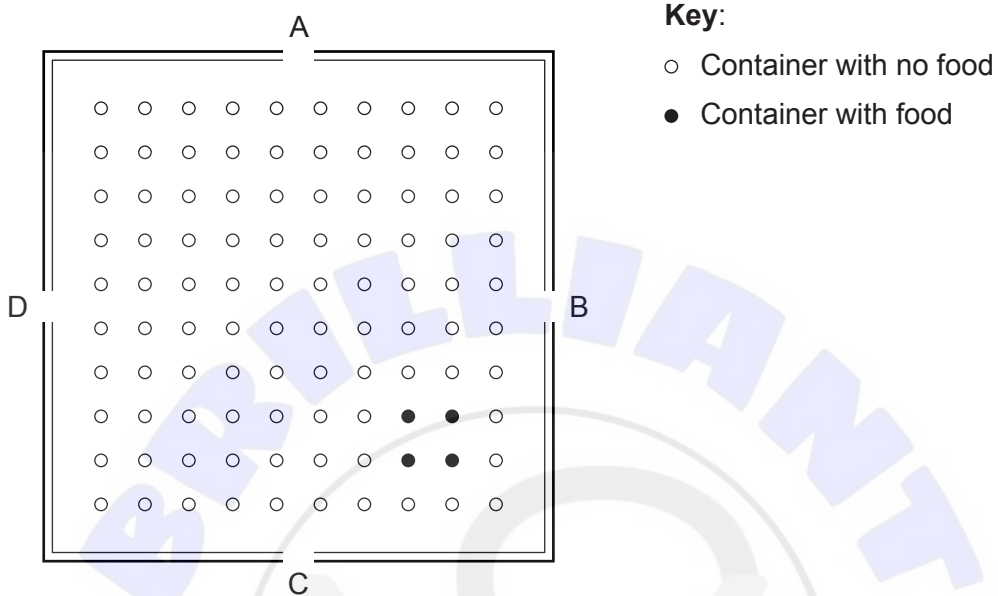 A
Key:
Container with no food
Container with food
D
B
C
BRILLIANT